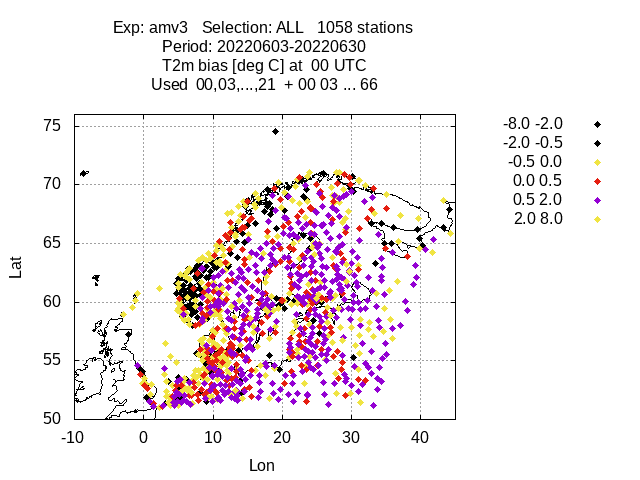 Exp: amv3 Selection: ALL 1058 stations
Period: 20220603-20220630
T2m bias [deg C] at 00 UTC
Used 00,03,...,21 + 00 03 ... 66
75
70
65
60
55
50
Lat
-10 0 10 20 30 40
Lon
-8.0 -2.0
-2.0 -0.5
-0.5 0.0
0.0 0.5
0.5 2.0
2.0 8.0